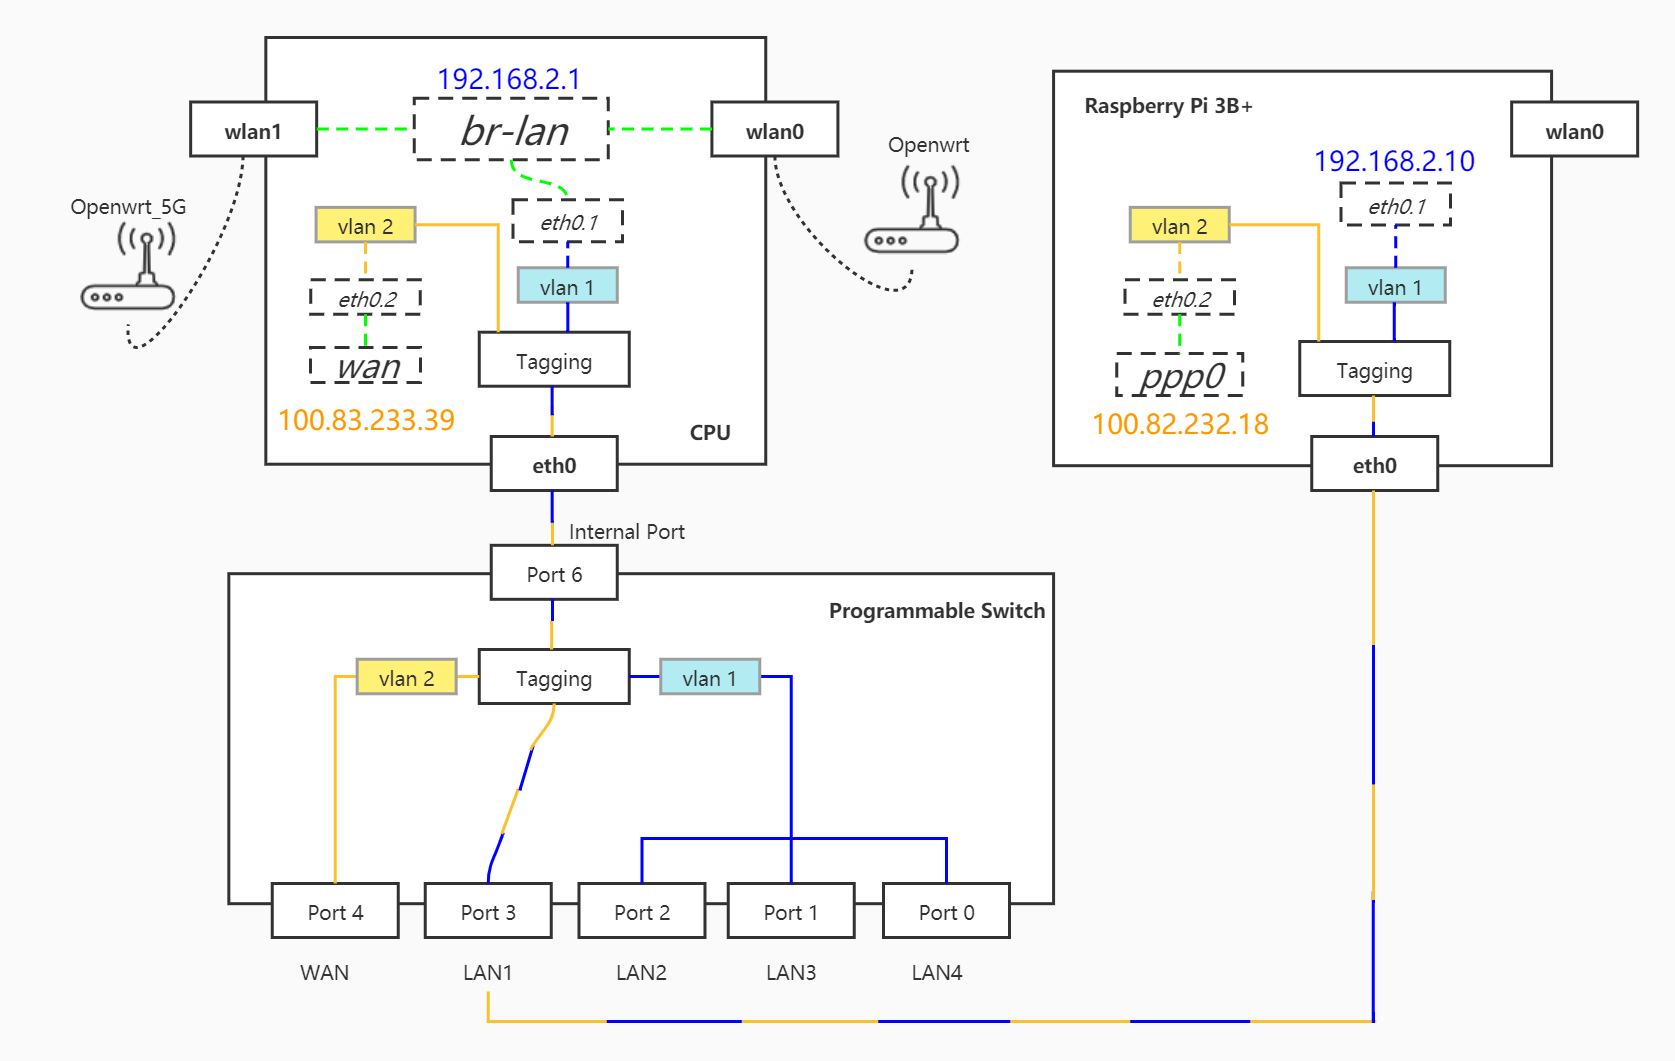 192.168.2.1
wlan1
br-lan
wlan0
Openwrt
Openwrt_5G
vlan 2
eth0.1
eth0.2
vlan 1
wan
Tagging
100.83.233.39
CPU
eth0
Internal Port
Port 6
Programmable Switch
vlan 2
Tagging
vlan 1
Port 4
Port 3
Port 2
Port 1
Port 0
WAN
LAN1
LAN2
LAN3
LAN4
Raspberry Pi 3B+
wlan0
192.168.2.10
eth0.1
vlan 2
eth0.2
vlan 1
ppp0
Tagging
100.82.232.18
eth0